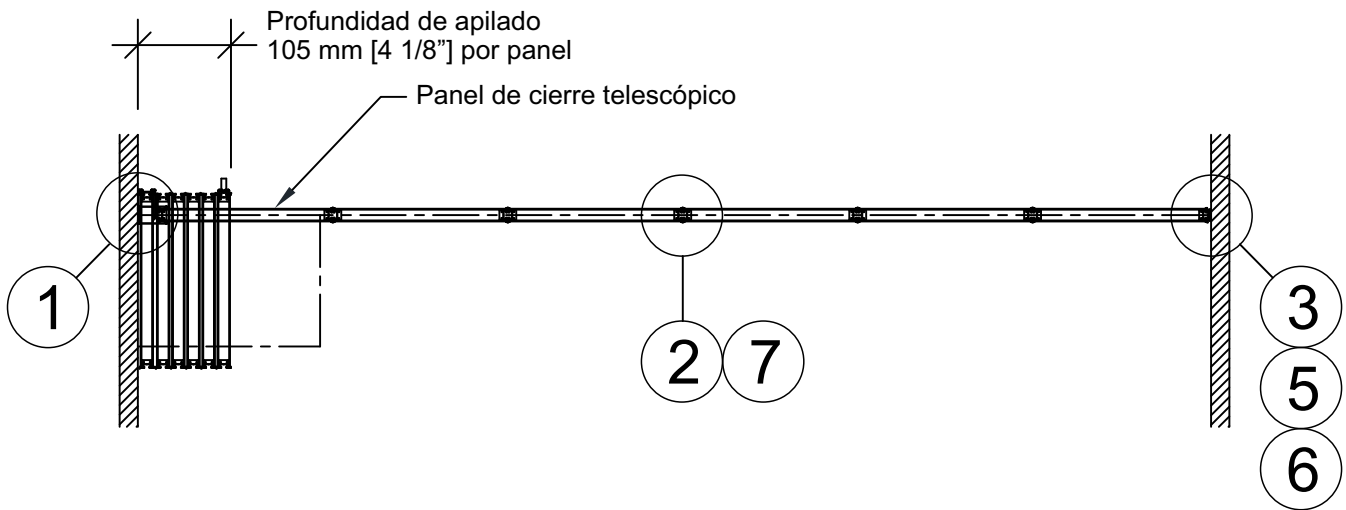 Profundidad de apilado
105 mm [4 1/8”] por panel
Panel de cierre telescópico
1
2 7
3
5
6